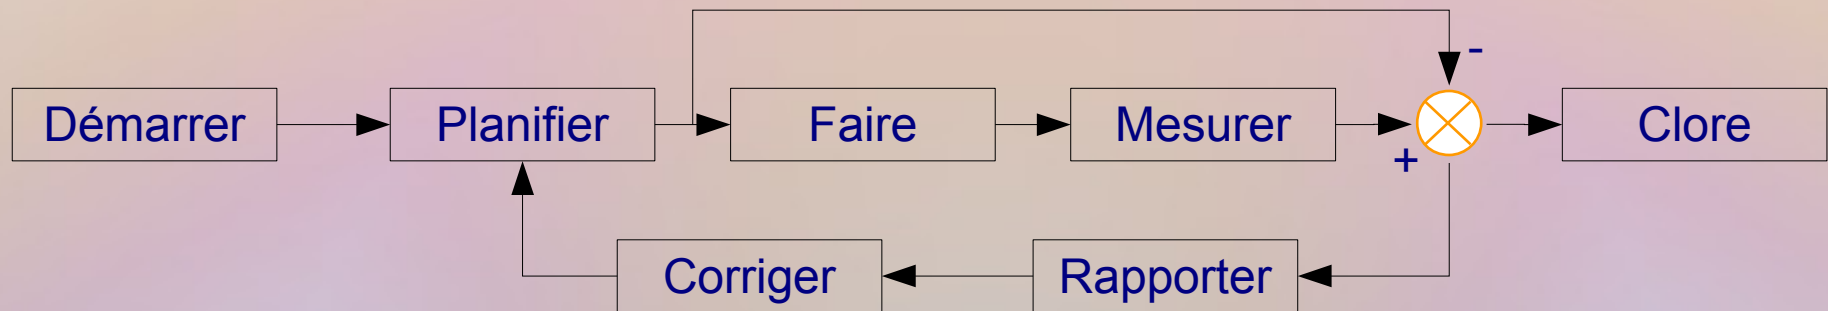 -
Démarrer
Planifier
Faire
Mesurer
+
Clore
Corriger
Rapporter